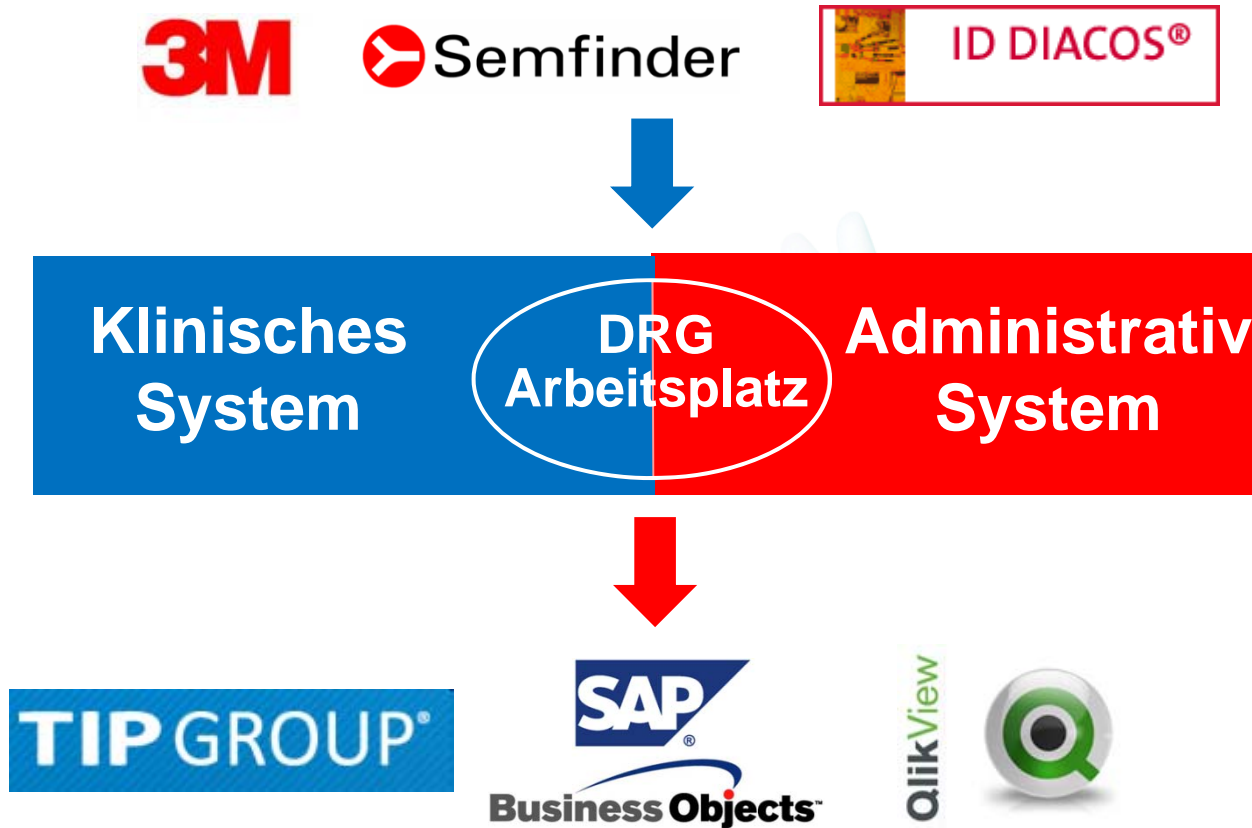 3M
Semfinder
ID DIACOS®
Klinisches
System
DRG
Arbeitsplatz
Administrativ
System
TIP GROUP®
SAP®
Business Objects™
QlikView